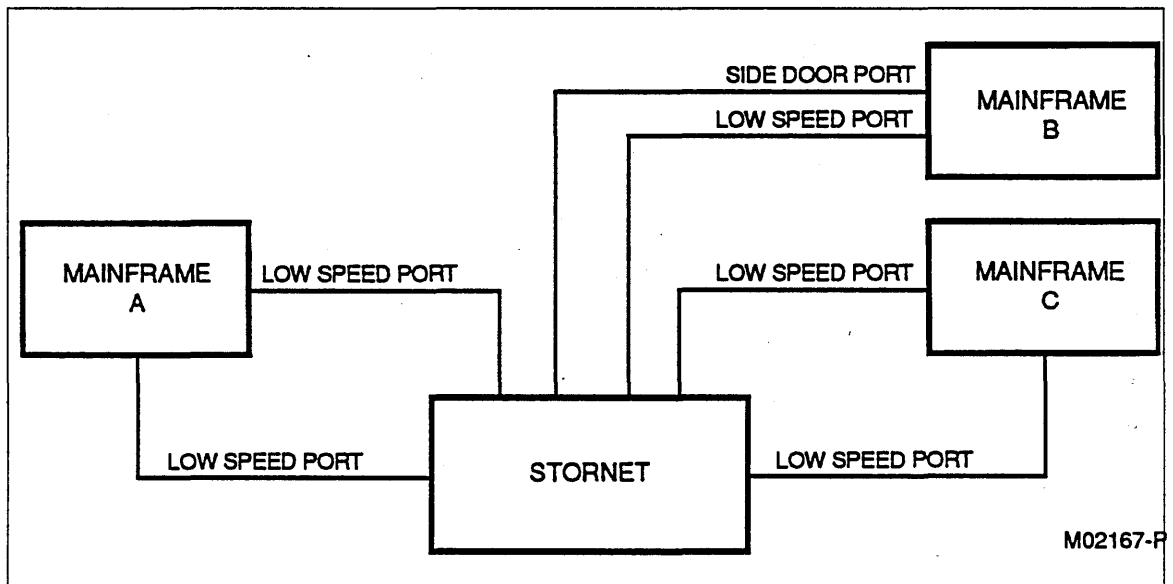 SIDE DOOR PORT
MAINFRAME
B
LOW SPEED PORT
MAINFRAME
A
LOW SPEED PORT
LOW SPEED PORT
MAINFRAME
C
LOW SPEED PORT
STORNET
LOW SPEED PORT
M02167-P